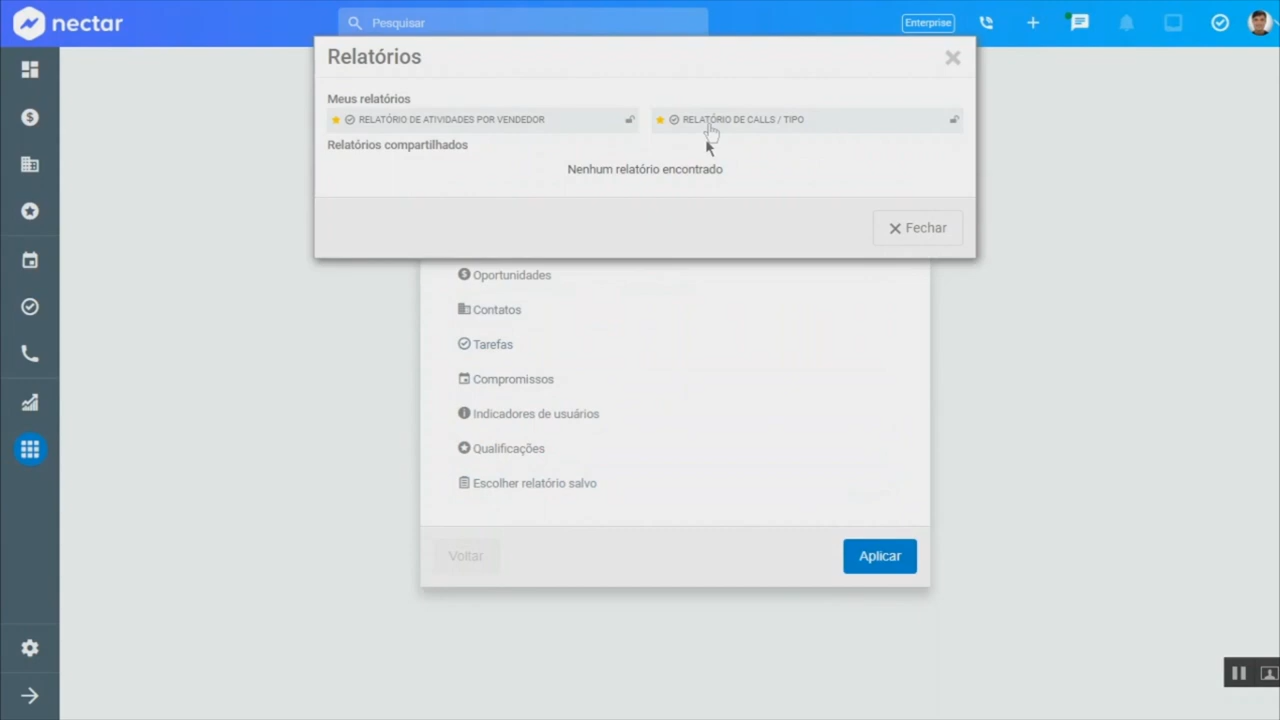 nectar
Pesquisar
Enterprise
Relatórios
Meus relatórios
RELATÓRIO DE ATIVIDADES POR VENDEDOR
RELATÓRIO DE CALLS / TIPO
Relatórios compartilhados
Nenhum relatório encontrado
Fechar
Oportunidades
Contatos
Tarefas
Compromissos
Indicadores de usuários
Qualificações
Escolher relatório salvo
Voltar
Aplicar